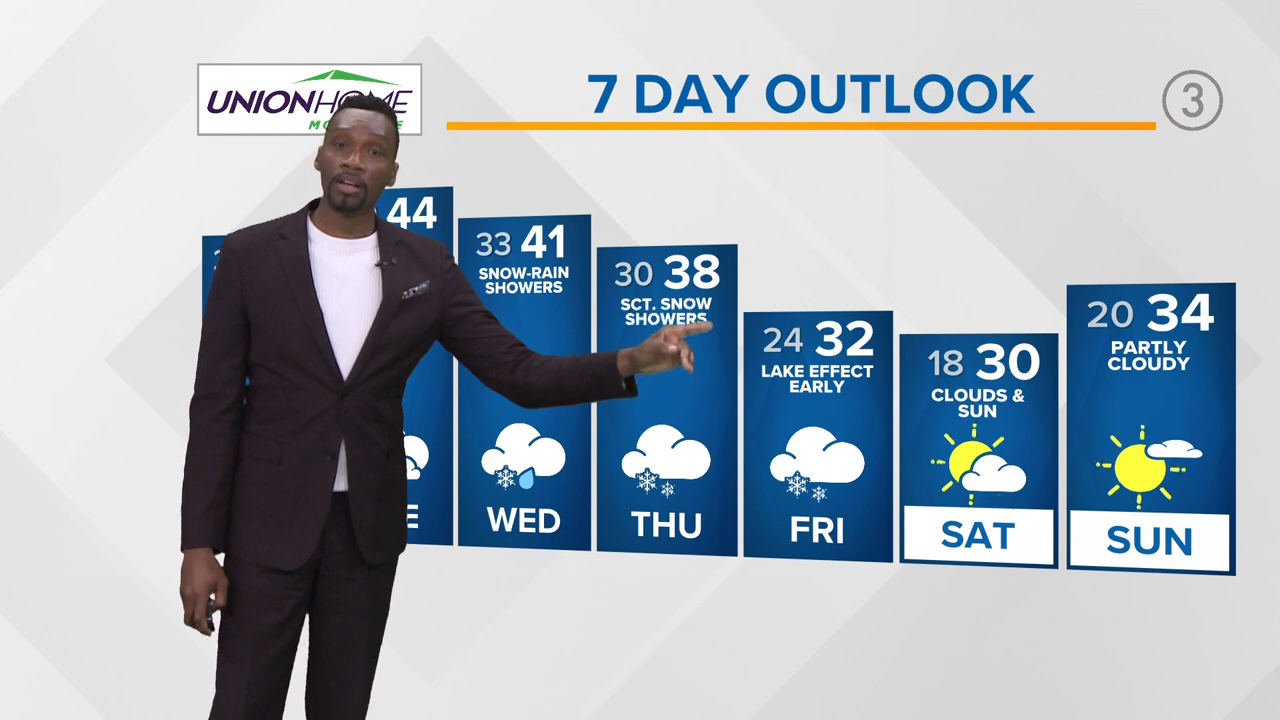 UNIONHOME
7 DAY OUTLOOK
3
44
33 41
SNOW-RAIN
SHOWERS
WED
30 38
SCT. SNOW
SHOWERS
THU
24 32
LAKE EFFECT
EARLY
FRI
18 30
CLOUDS &
SUN
SAT
20 34
PARTLY
CLOUDY
SUN